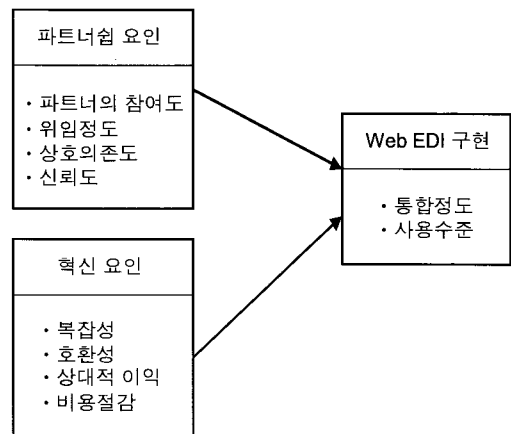 파트너쉽 요인
· 파트너의 참여도
· 위임정도
· 상호의존도
· 신뢰도
Web EDI 구현
· 통합정도
· 사용수준
혁신 요인
· 복잡성
· 호환성
· 상대적 이익
· 비용절감